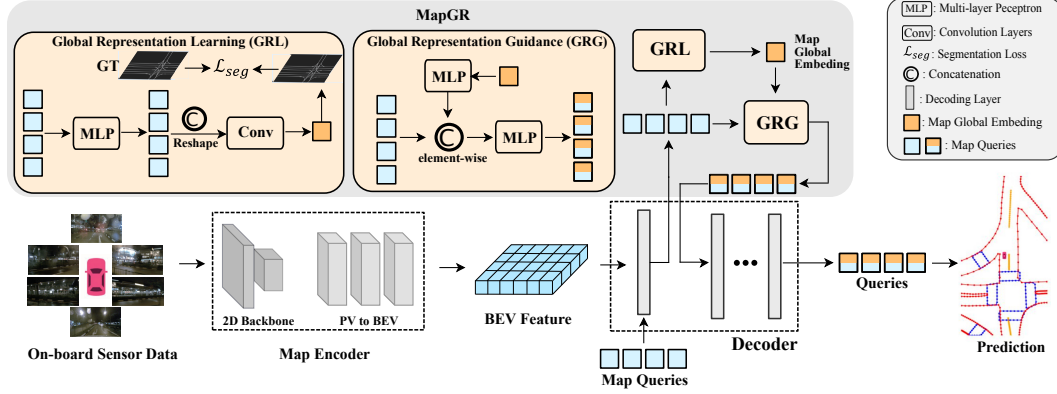 MapGR
Global Representation Learning (GRL)
GT
ℒseg
MLP
©
Reshape
Conv
Global Representation Guidance (GRG)
MLP
©
element-wise
MLP
GRL
Map
Global
Embedding
GRG
MLP : Multi-layer Peceptron
Conv : Convolution Layers
ℒseg : Segmentation Loss
© : Concatenation
: Decoding Layer
: Map Global Embeding
: Map Queries
On-board Sensor Data
2D Backbone
PV to BEV
Map Encoder
BEV Feature
Map Queries
•••
Decoder
Queries
Prediction